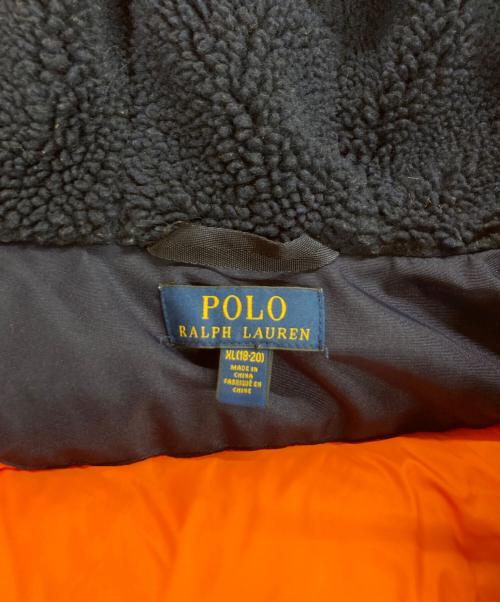 POLO
RALPH LAUREN
XL(18-20)
MADE IN
CHINA
FABRIQUÉ EN
CHINE